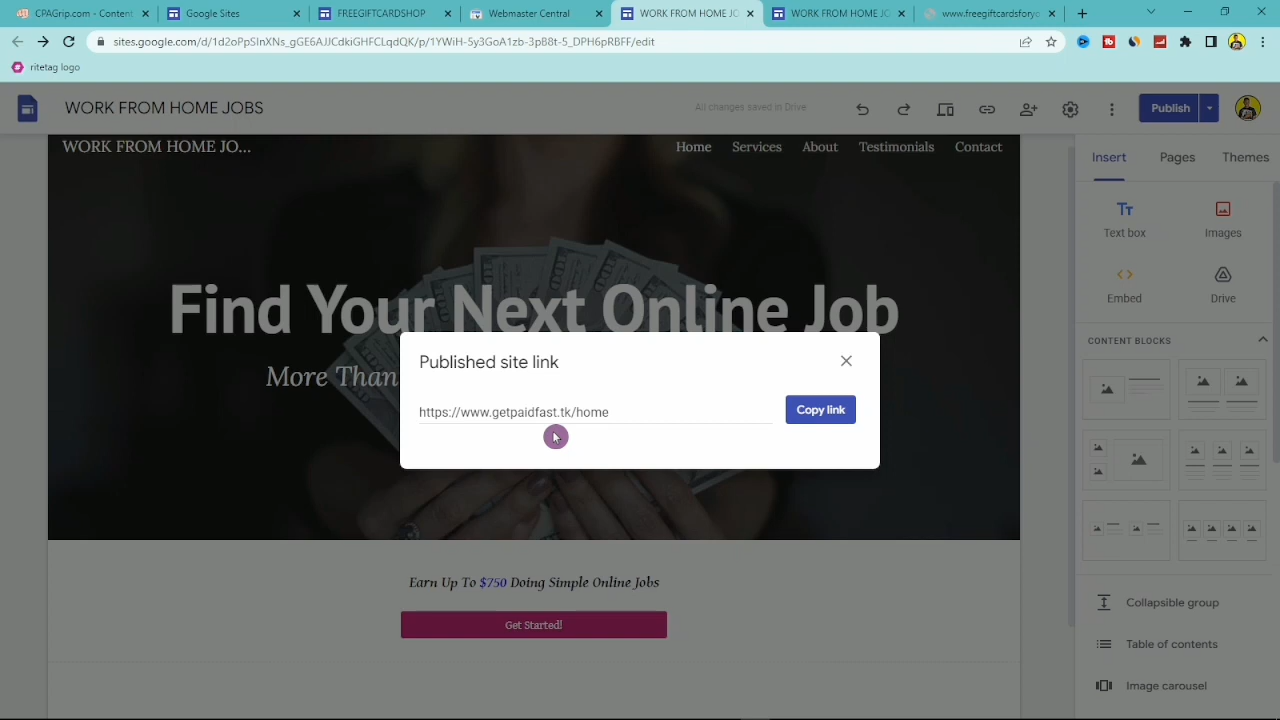 CPAGrip.com - Content
Google Sites
FREEGIFTCARDSHOP
Webmaster Central
WORK FROM HOME JO
WORK FROM HOME JO
www.freegiftcardsforyo
sites.google.com/d/1d2oPpSInXNs_gGE6AJJCdkiGHFCLqdQK/p/1YWiH-5y3GoA1zb-3pB8t-5_DPH6pRBFF/edit
ritetag logo
WORK FROM HOME JOBS
All changes saved in Drive
Publish
WORK FROM HOME JO...
Home Services About Testimonials Contact
Insert Pages Themes
Text box Images
Embed Drive
Find Your Next Online Job
More Than
Published site link
https://www.getpaidfast.tk/home
Copy link
CONTENT BLOCKS
Earn Up To $750 Doing Simple Online Jobs
Get Started!
Collapsible group
Table of contents
Image carousel